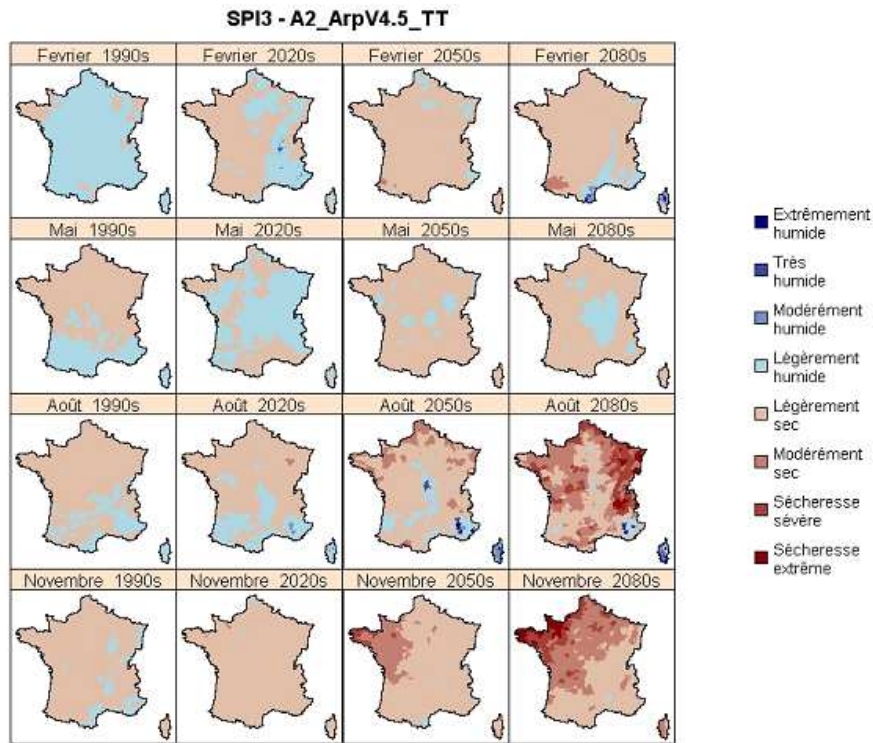 SPI3 - A2_ArpV4.5_TT
Fevrier 1990s
Fevrier 2020s
Fevrier 2050s
Fevrier 2080s
Mai 1990s
Mai 2020s
Mai 2050s
Mai 2080s
Août 1990s
Août 2020s
Août 2050s
Août 2080s
Novembre 1990s
Novembre 2020s
Novembre 2050s
Novembre 2080s
Extrêmement
humide
Très
humide
Modérément
humide
Légèrement
humide
Légèrement
sec
Modérément
sec
Sécheresse
sévère
Sécheresse
extrême